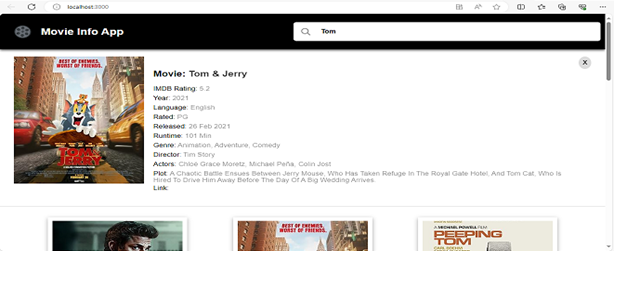 localhost:3000
Movie Info App
Tom
X
BEST OF ENEMIES.
WORST OF FRIENDS.
TOM
JERRY
Movie: Tom & Jerry
IMDB Rating: 5.2
Year: 2021
Language: English
Rated: PG
Released: 26 Feb 2021
Runtime: 101 Min
Genre: Animation, Adventure, Comedy
Director: Tim Story
Actors: Chloë Grace Moretz, Michael Peña, Colin Jost
Plot: A Chaotic Battle Ensues Between Jerry Mouse, Who Has Taken Refuge In The Royal Gate Hotel, And Tom Cat, Who Is
Hired To Drive Him Away Before The Day Of A Big Wedding Arrives.
Link:
BEST OF ENEMIES.
WORST OF FRIENDS.
A MICHAEL POWELL FILM
PEEPING
TOM